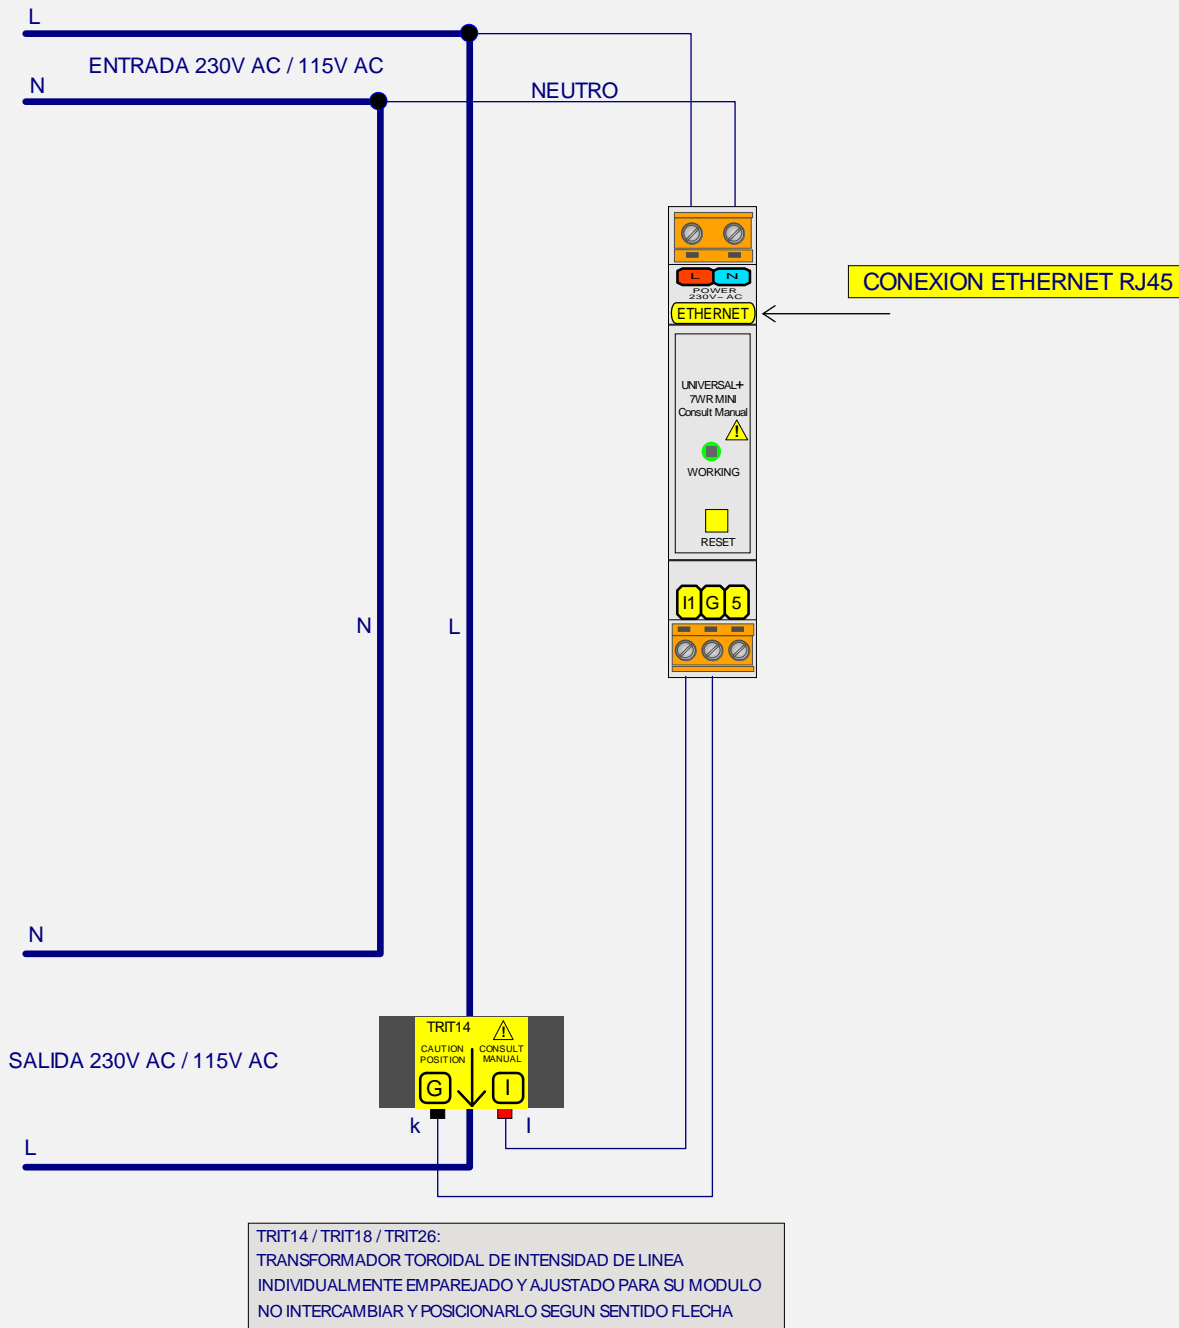 L
ENTRADA 230V AC / 115V AC
N
NEUTRO
L N
POWER
230V~ AC
ETHERNET
CONEXION ETHERNET RJ45
UNIVERSAL+
7WR MINI
Consult Manual
!
WORKING
RESET
I1 G 5
N
L
N
TRIT14
!
CAUTION
POSITION
CONSULT
MANUAL
G
I
SALIDA 230V AC / 115V AC
k
l
L
TRIT14 / TRIT18 / TRIT26:
TRANSFORMADOR TOROIDAL DE INTENSIDAD DE LINEA
INDIVIDUALMENTE EMPAREJADO Y AJUSTADO PARA SU MODULO
NO INTERCAMBIAR Y POSICIONARLO SEGUN SENTIDO FLECHA